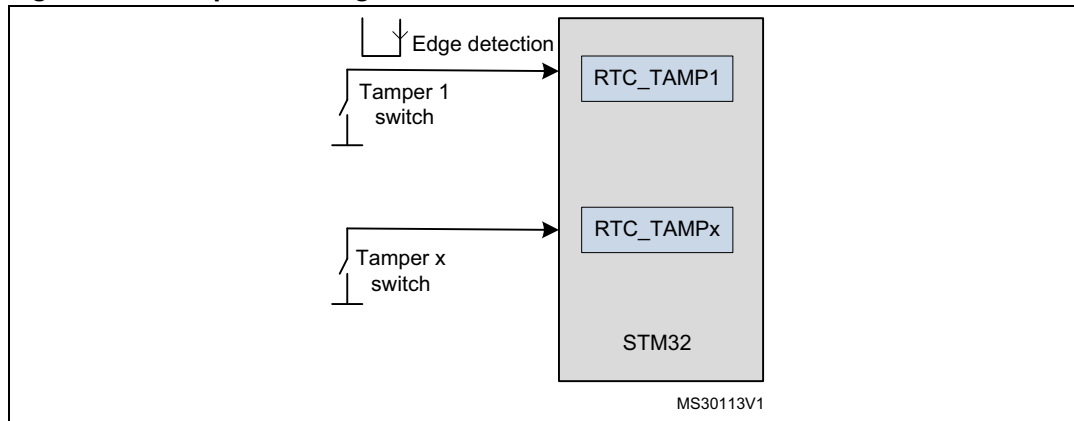 Edge detection
RTC_TAMP1
Tamper 1
switch
RTC_TAMPx
Tamper x
switch
STM32
MS30113V1